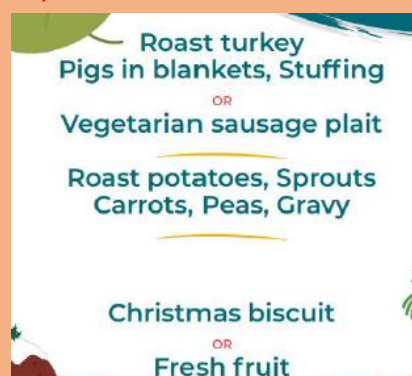 Roast turkey
Pigs in blankets, Stuffing
OR
Vegetarian sausage plait
Roast potatoes, Sprouts
Carrots, Peas, Gravy
Christmas biscuit
OR
Fresh fruit